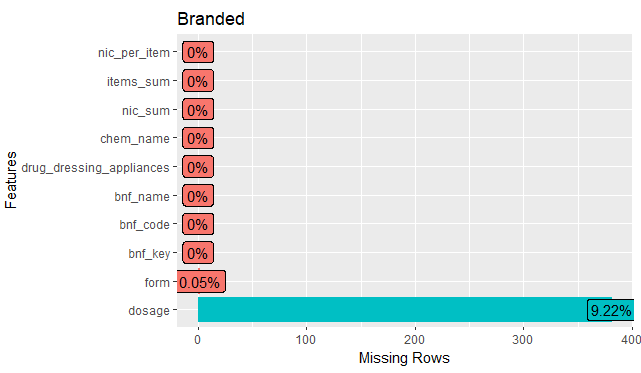 Branded
Features
nic_per_item 0%
items_sum 0%
nic_sum 0%
chem_name 0%
drug_dressing_appliances 0%
bnf_name 0%
bnf_code 0%
bnf_key 0%
form 0.05%
dosage 9.22%
0 100 200 300 400
Missing Rows